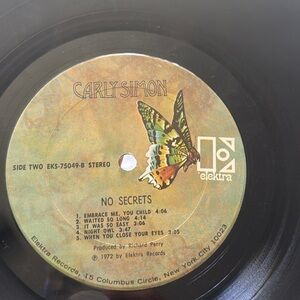 CARLY SIMON
SIDE TWO EKS-75049-B STEREO
elektra
NO SECRETS
1. EMBRACE ME, YOU CHILD 4:06
2. WAITED SO LONG 4:14
3. IT WAS SO EASY 3:04
4. NIGHT OWL 3:47
5. WHEN YOU CLOSE YOUR EYES 3:05
Produced by Richard Perry
℗ 1972 by Elektra Records
Elektra Records, 15 Columbus Circle, New York City 10023